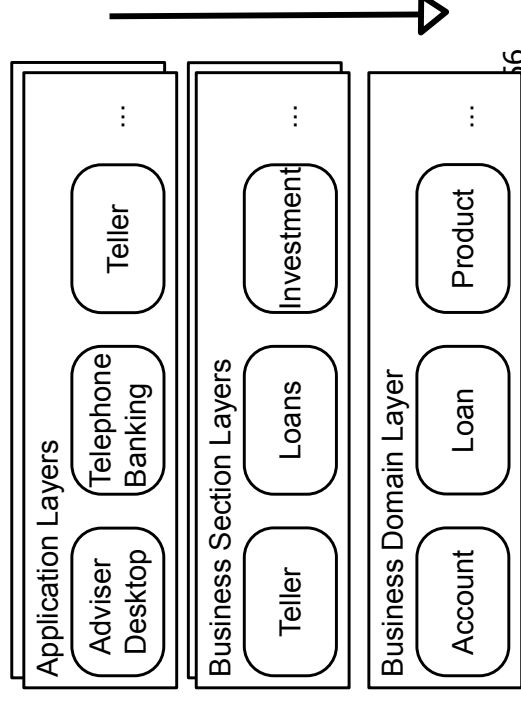 Application Layers
Adviser
Desktop
Telephone
Banking
Teller
...
Business Section Layers
Teller
Loans
Investment
...
Business Domain Layer
Account
Loan
Product
...
56